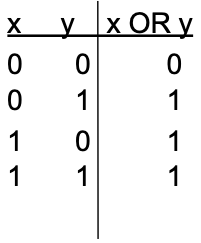 x y x OR y
0 0 0
0 1 1
1 0 1
1 1 1